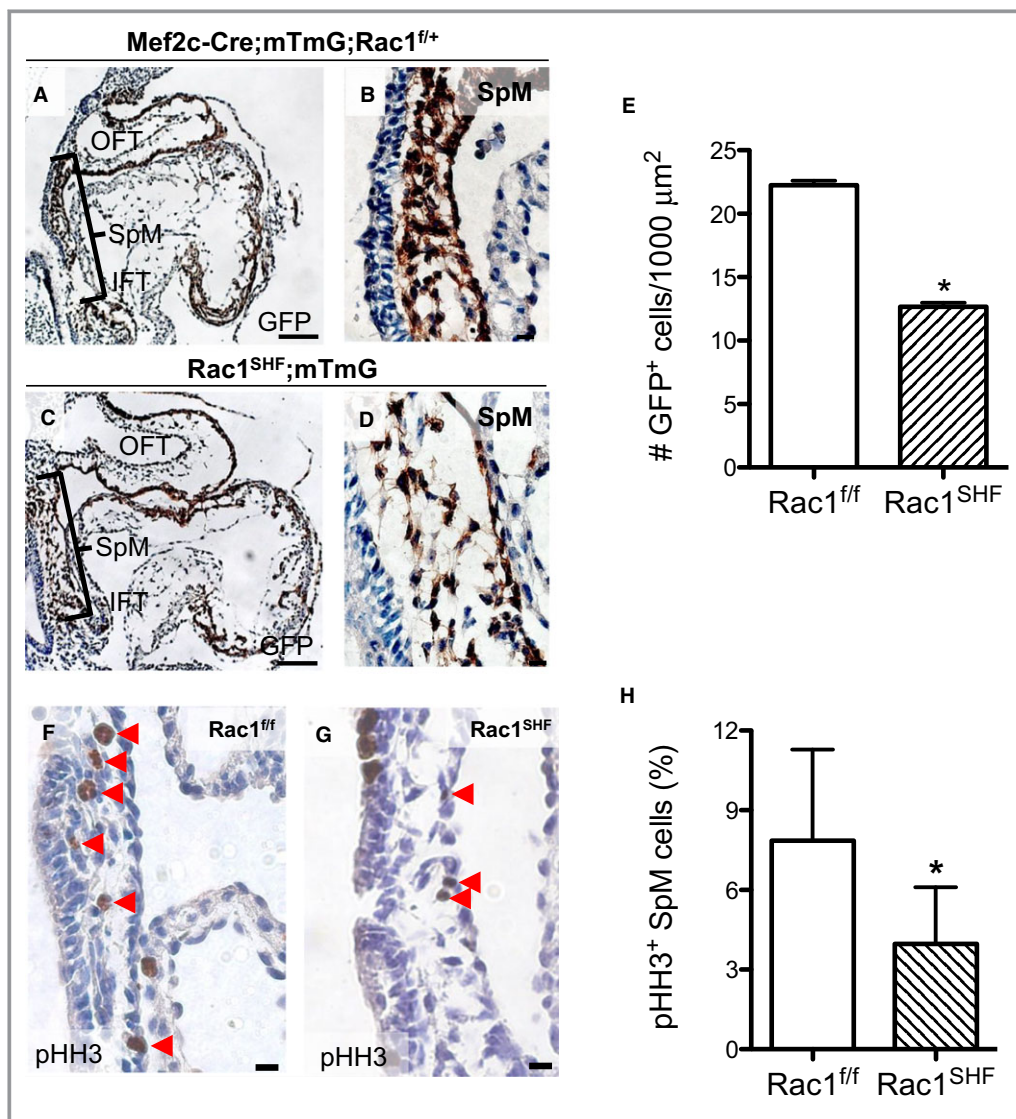 Mef2c-Cre;mTmG;Rac1f/+
A
OFT
SpM
IFT
GFP
B
SpM
Rac1SHF;mTmG
C
OFT
SpM
IFT
GFP
D
SpM
E
# GFP+ cells/1000 μm2
25
20
15
10
5
0
*
Rac1f/f
Rac1SHF
F
Rac1f/f
pHH3
G
Rac1SHF
pHH3
H
pHH3+ SpM cells (%)
12
9
6
3
0
*
Rac1f/f
Rac1SHF